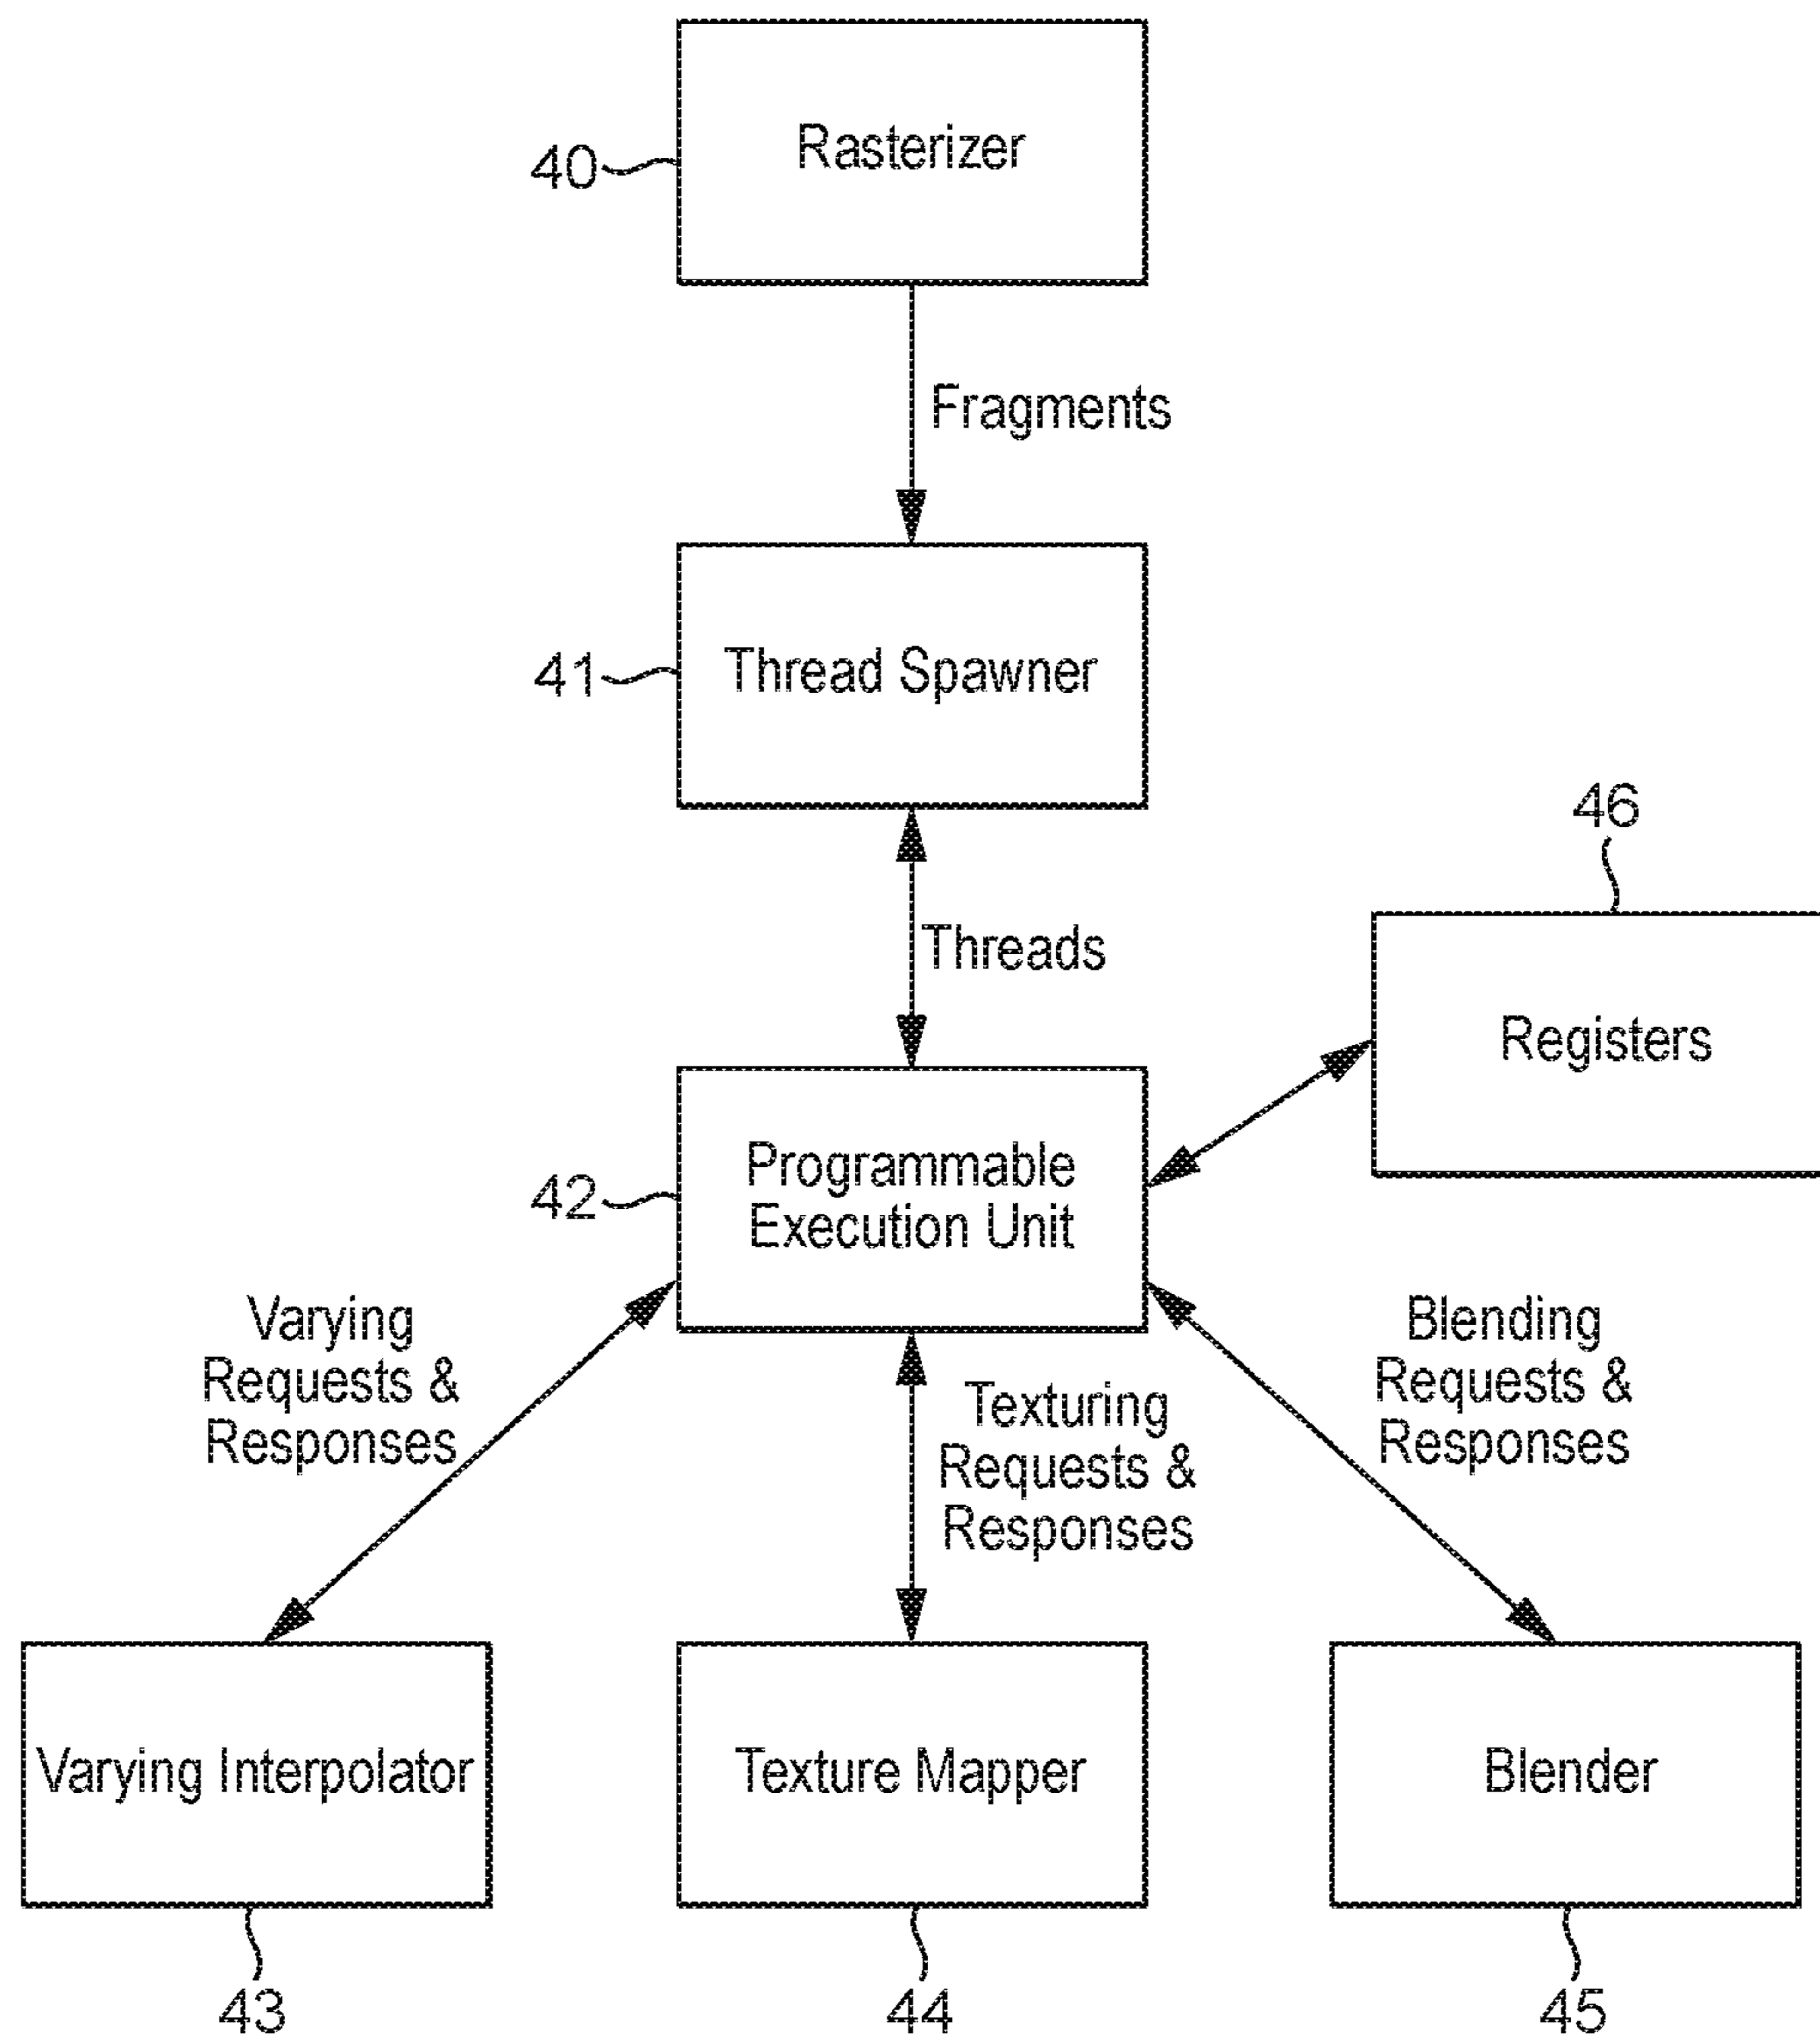 Rasterizer
40
Fragments
Thread Spawner
41
46
Threads
Registers
Programmable
Execution Unit
42
Varying
Requests &
Responses
Texturing
Requests &
Responses
Blending
Requests &
Responses
Varying Interpolator
Texture Mapper
Blender
43
44
45